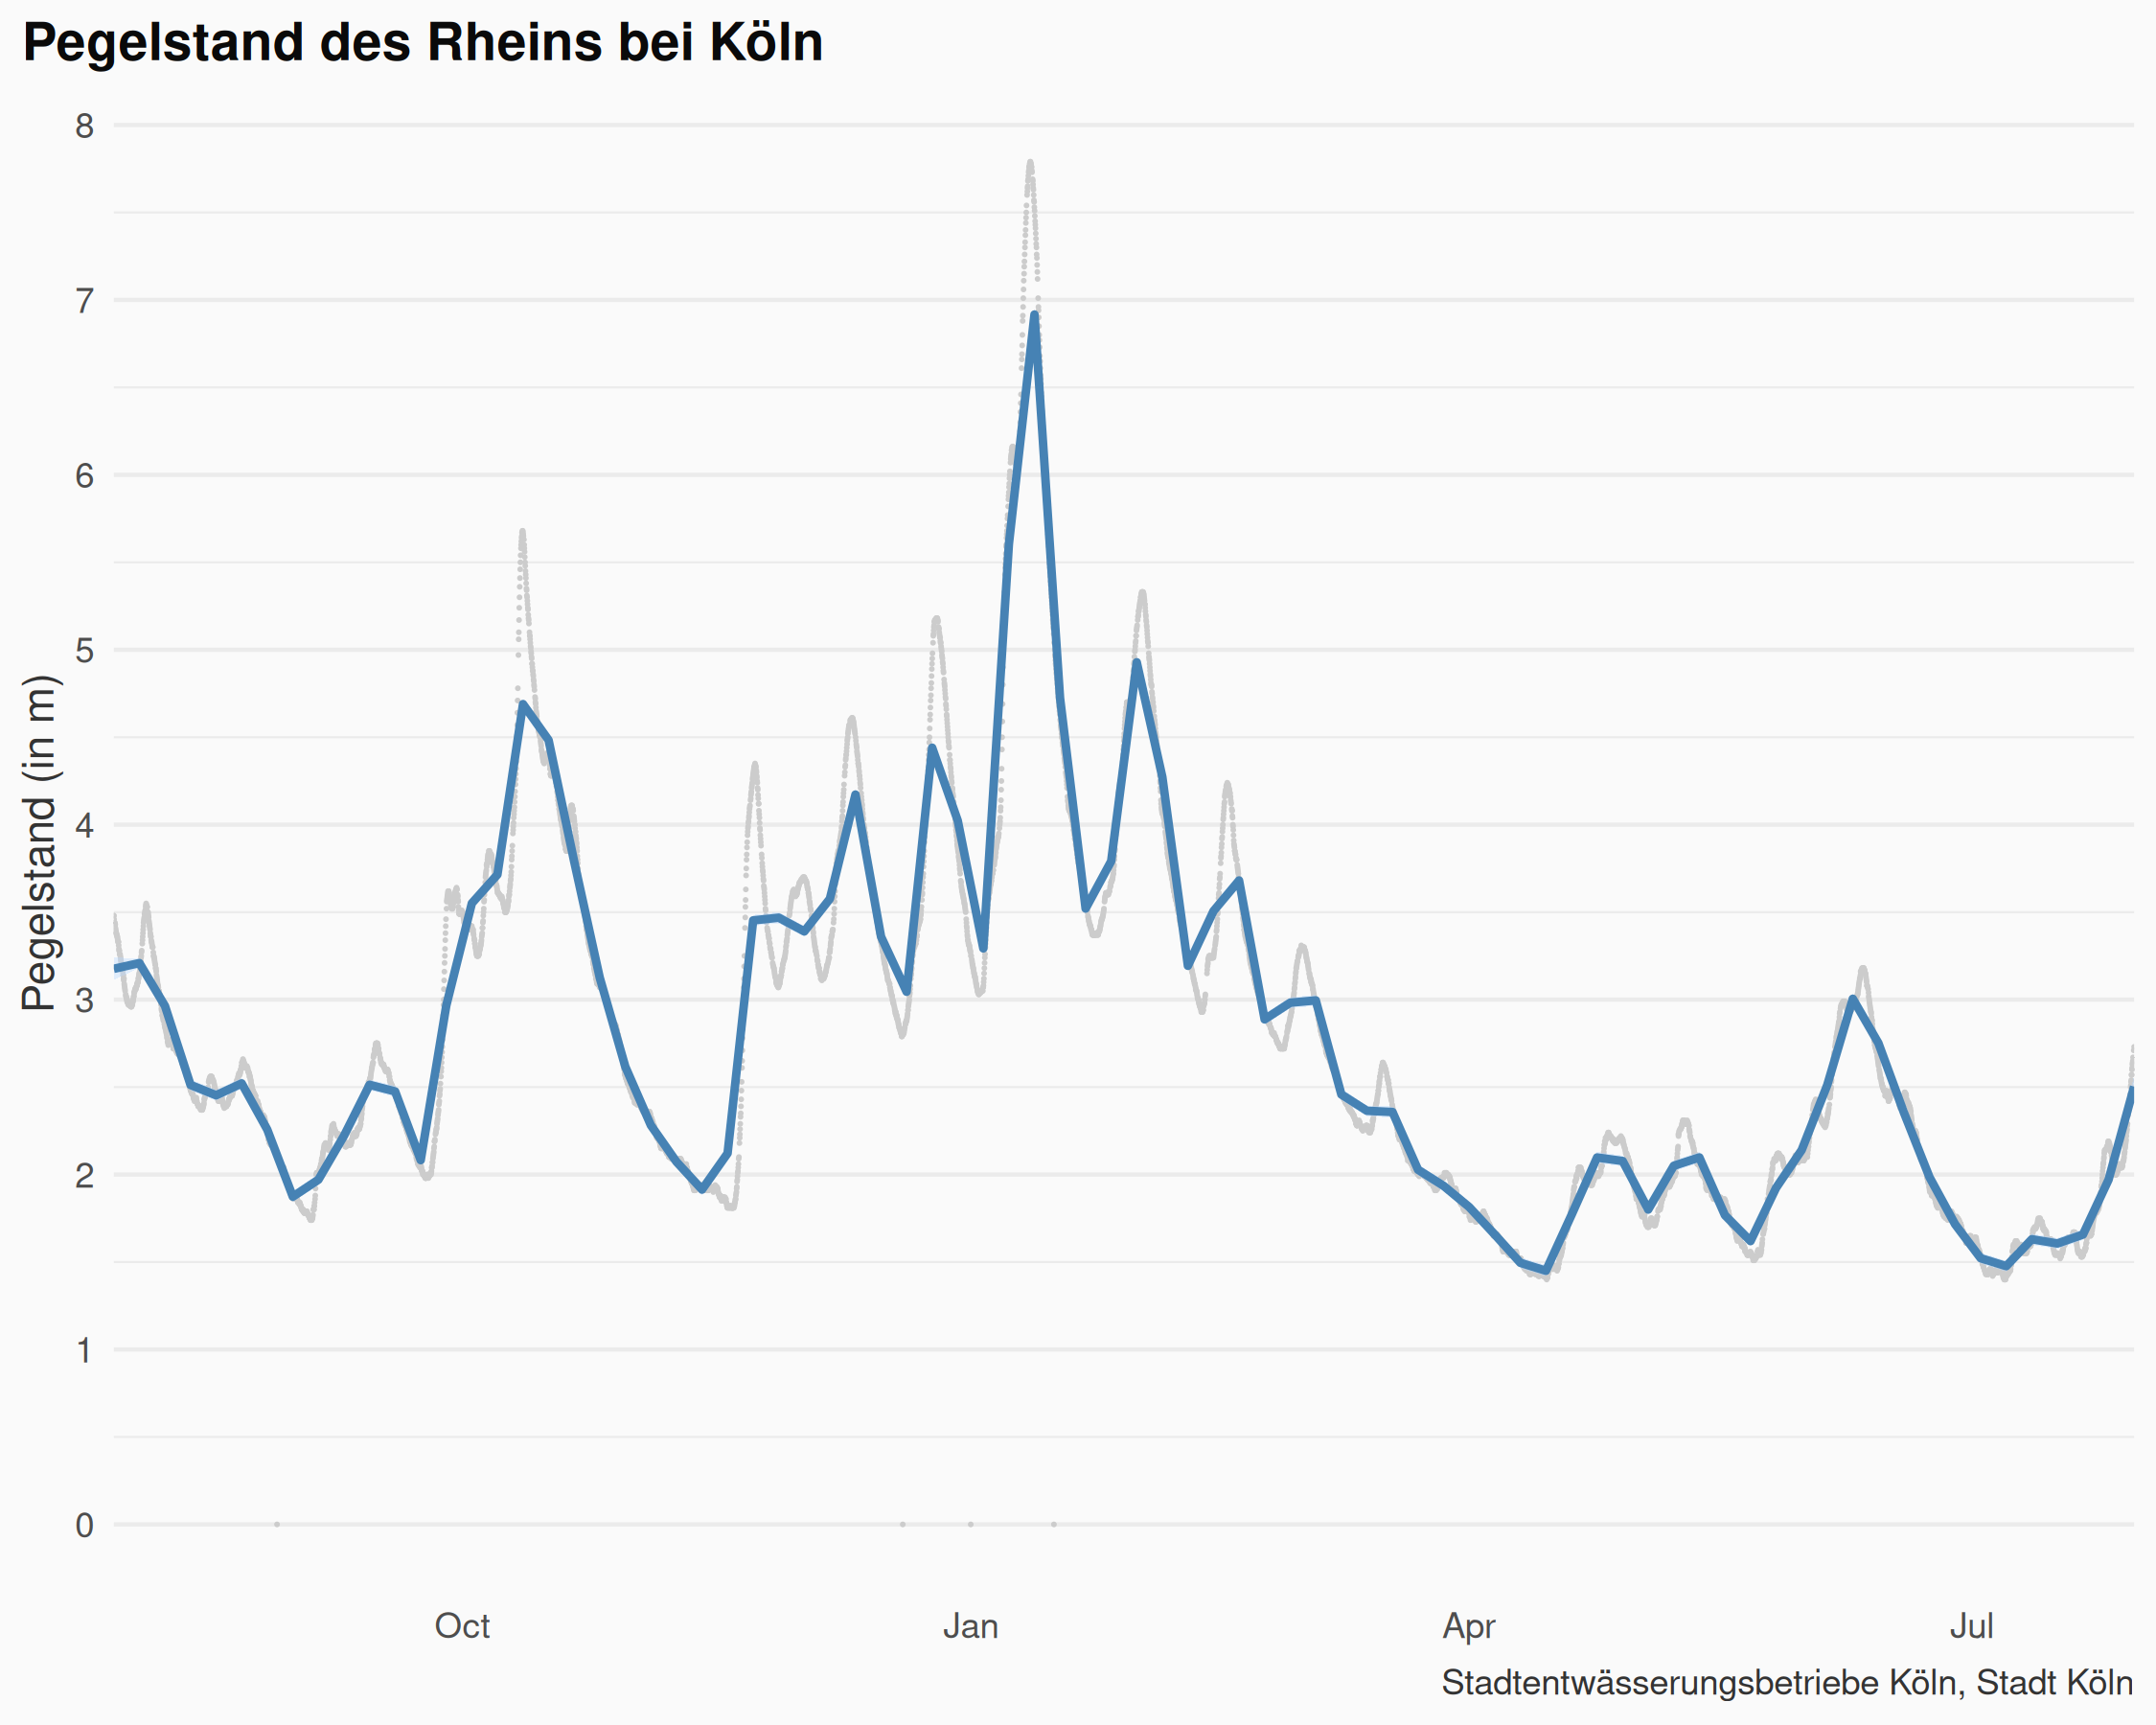 Pegelstand des Rheins bei Köln
Pegelstand (in m)
8
7
6
5
4
3
2
1
0
Oct Jan Apr Jul
Stadtentwässerungsbetriebe Köln, Stadt Köln